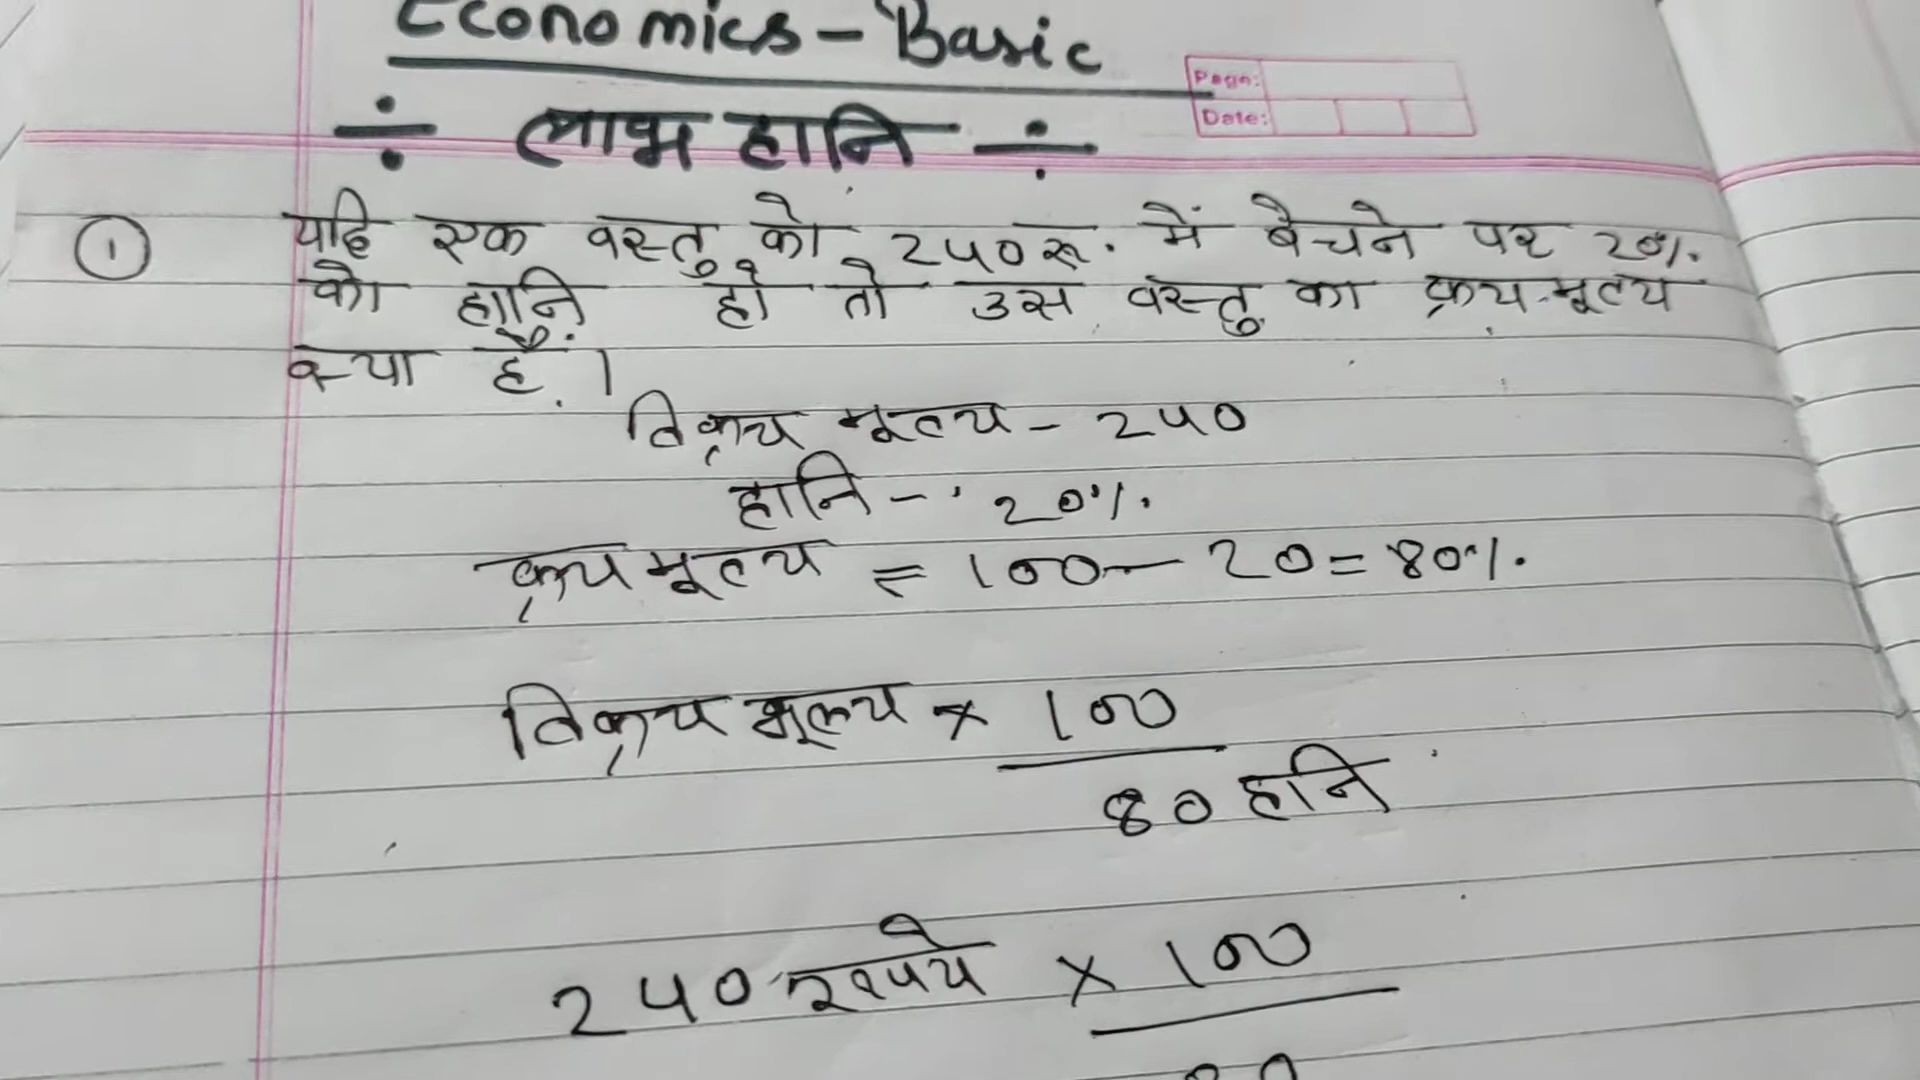 Economics - Basic
Page:
Date:
÷ लाभ हानि ÷
① यदि एक वस्तु को 240 रू. में बेचने पर 20%.
को हानि हो तो उस वस्तु का क्रय मूल्य
क्या है।
विक्रय मूल्य - 240
हानि - 20%.
क्रय मूल्य = 100 - 20 = 80%.
विक्रय मूल्य × 100
80 हानि
240 रूपये × 100